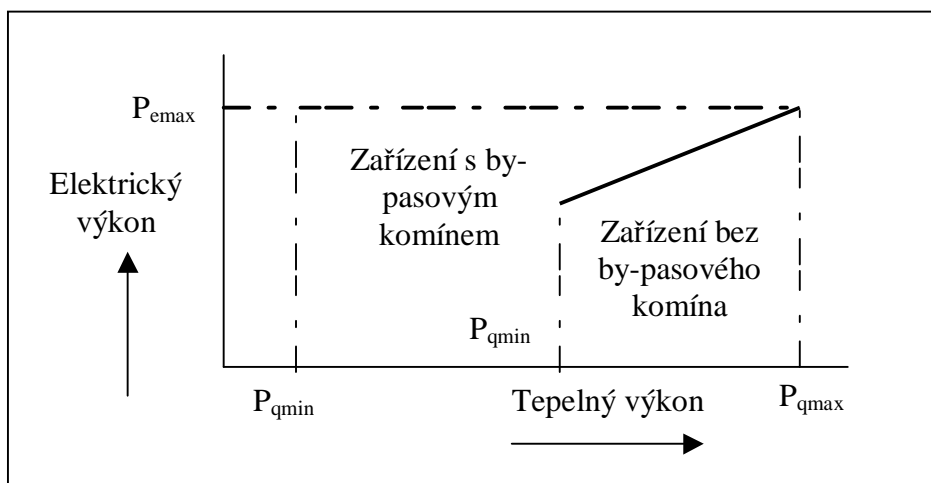 P_emax
Elektrický
výkon
Zařízení s by-
pasovým
komínem
Zařízení bez
by-pasového
komína
P_qmin
P_qmin
Tepelný výkon
P_qmax